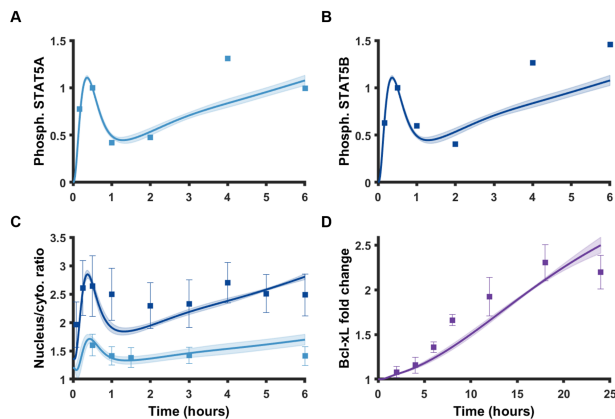 A
B
Phosph. STAT5A
1.5
1
0.5
0
0 1 2 3 4 5 6
Phosph. STAT5B
1.5
1
0.5
0
0 1 2 3 4 5 6
C
D
Nucleus/cyto. ratio
3.5
3
2.5
2
1.5
1
0 1 2 3 4 5 6
Time (hours)
Bcl-xL fold change
2.5
2
1.5
1
0 5 10 15 20 25
Time (hours)